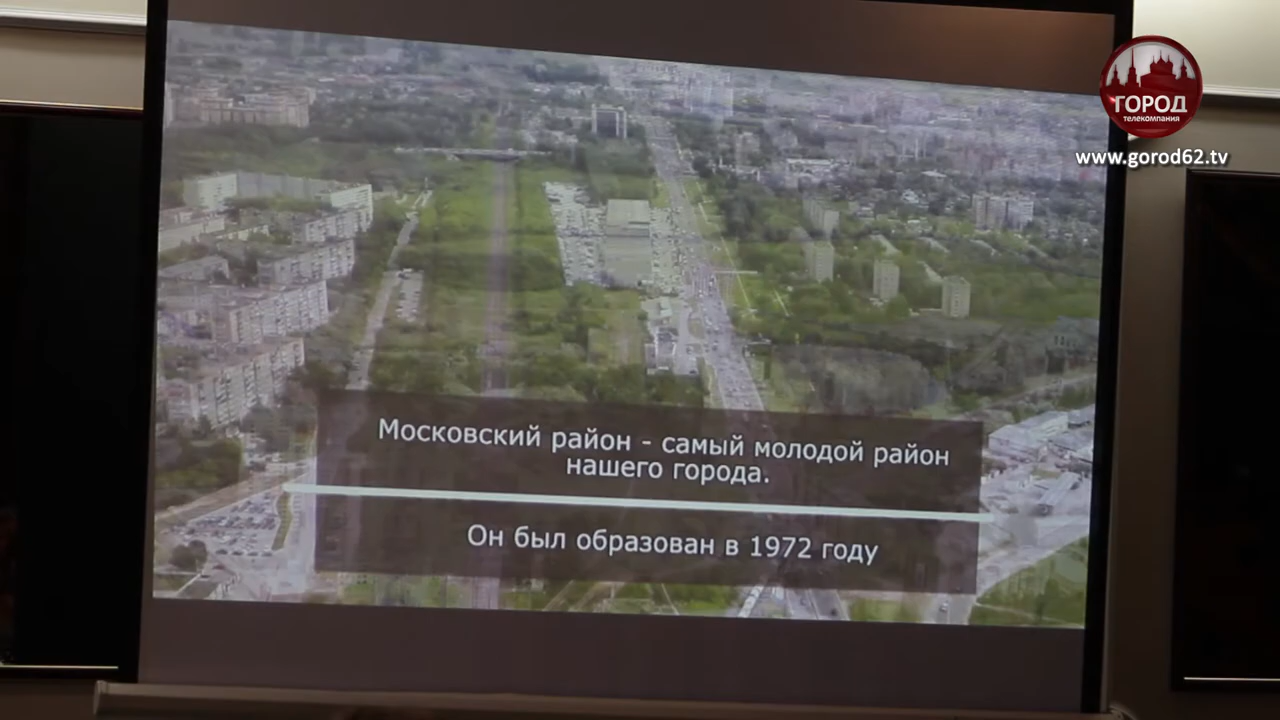 ГОРОД
телекомпания
www.gorod62.tv
Московский район - самый молодой район
нашего города.
Он был образован в 1972 году